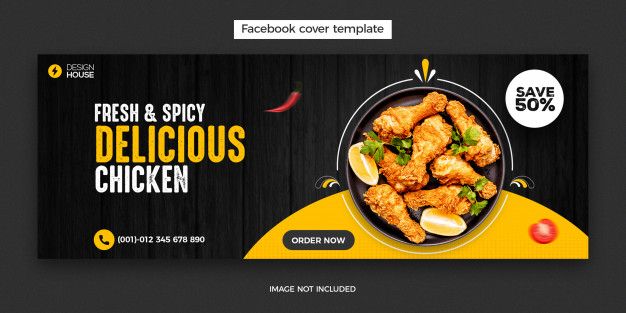 Facebook cover template
DESIGN
HOUSE
SAVE
50%
FRESH & SPICY
DELICIOUS
CHICKEN
(001)-012 345 678 890
ORDER NOW
IMAGE NOT INCLUDED